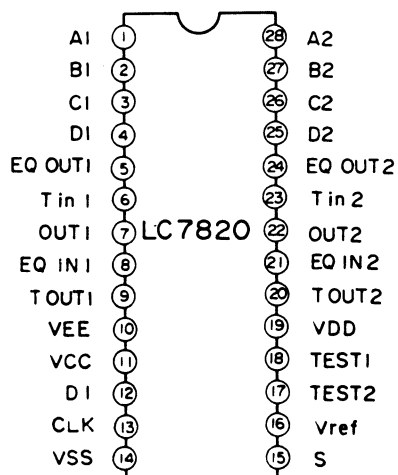 A1 1 28 A2
B1 2 27 B2
C1 3 26 C2
D1 4 25 D2
EQ OUT1 5 24 EQ OUT2
Tin 1 6 23 Tin 2
OUT1 7 LC7820 22 OUT2
EQ IN1 8 21 EQ IN2
T OUT1 9 20 T OUT2
VEE 10 19 VDD
VCC 11 18 TEST1
DI 12 17 TEST2
CLK 13 16 Vref
VSS 14 15 S